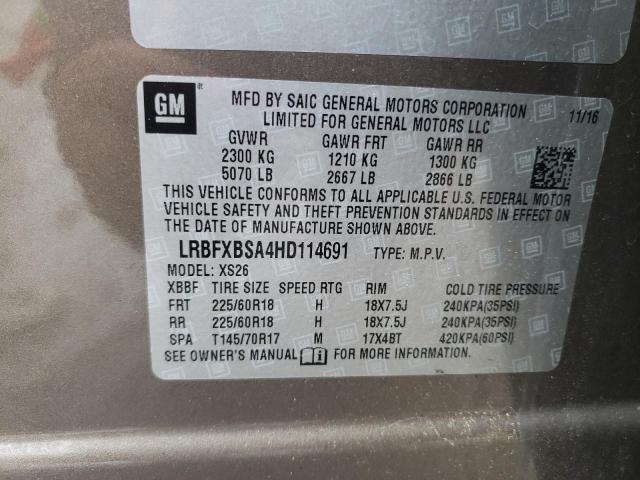 GM
MFD BY SAIC GENERAL MOTORS CORPORATION
LIMITED FOR GENERAL MOTORS LLC
11/16
GVWR GAWR FRT GAWR RR
2300 KG 1210 KG 1300 KG
5070 LB 2667 LB 2866 LB
THIS VEHICLE CONFORMS TO ALL APPLICABLE U.S. FEDERAL MOTOR
VEHICLE SAFETY AND THEFT PREVENTION STANDARDS IN EFFECT ON
THE DATE OF MANUFACTURE SHOWN ABOVE.
LRBFXBSA4HD114691 TYPE: M.P.V.
MODEL: XS26
XBBF TIRE SIZE SPEED RTG RIM COLD TIRE PRESSURE
FRT 225/60R18 H 18X7.5J 240KPA(35PSI)
RR 225/60R18 H 18X7.5J 240KPA(35PSI)
SPA T145/70R17 M 17X4BT 420KPA(60PSI)
SEE OWNER'S MANUAL FOR MORE INFORMATION.